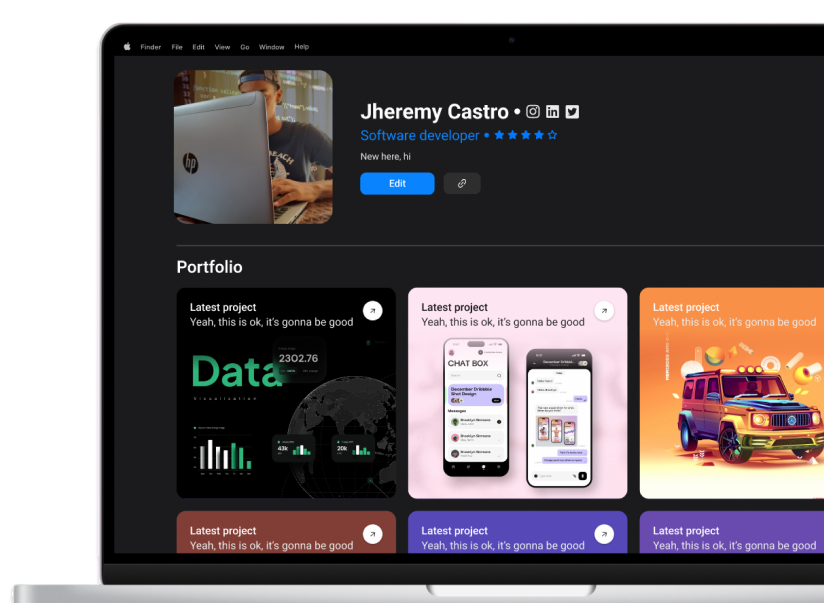 Finder File Edit View Go Window Help
Jheremy Castro •
Software developer •
New here, hi
Edit
hp
Portfolio
Latest project
Yeah, this is ok, it's gonna be good
Data
2302.76
Visualization
43k
20k
Latest project
Yeah, this is ok, it's gonna be good
CHAT BOX
Search
December Dribbble
Shot Design
Messages
Brooklyn Simmons
Brooklyn Simmons
Brooklyn Simmons
Latest project
Yeah, this is ok, it's gonna be good
Latest project
Yeah, this is ok, it's gonna be good
Latest project
Yeah, this is ok, it's gonna be good
Latest project
Yeah, this is ok, it's gonna be good